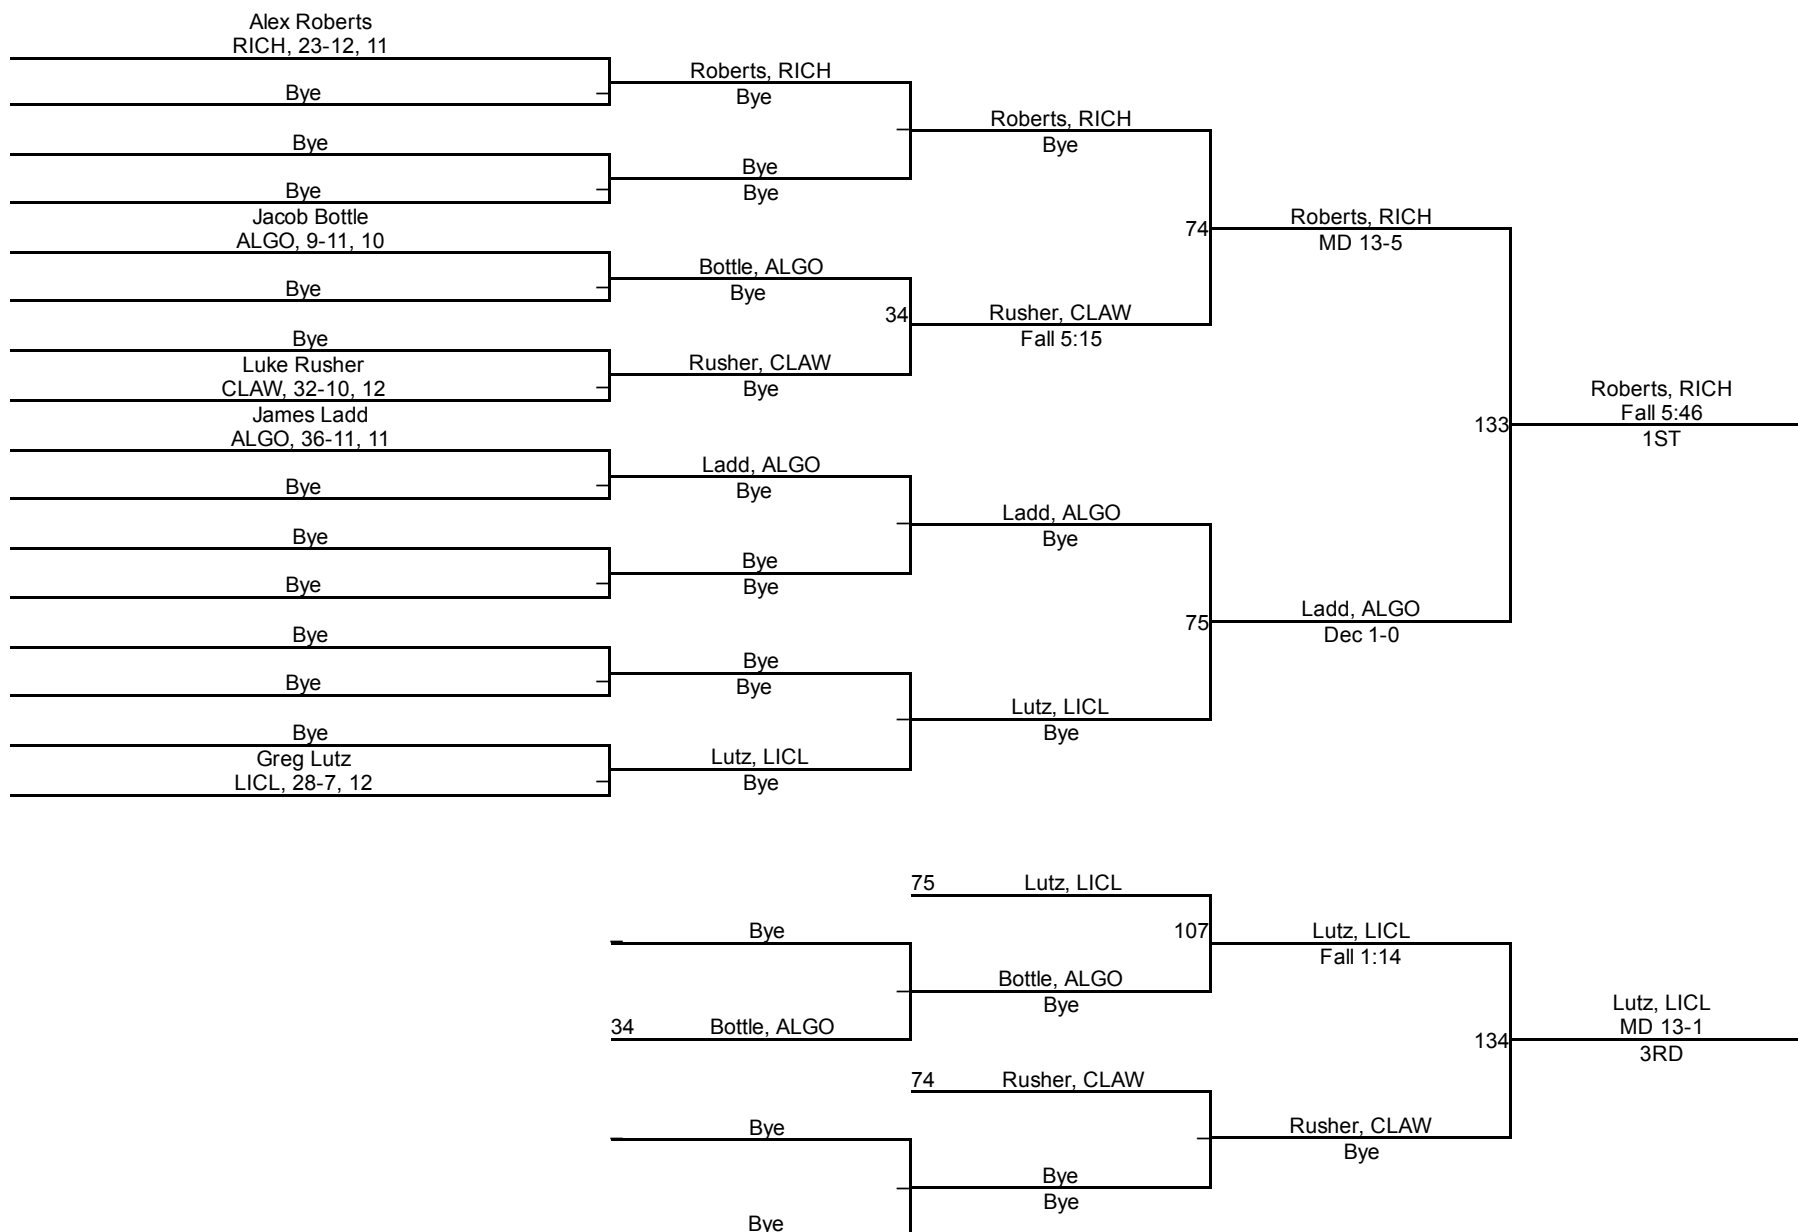 Alex Roberts
RICH, 23-12, 11
Roberts, RICH
Bye
Bye
Roberts, RICH
Bye
Bye
Bye
Bye
Bye
Jacob Bottle
ALGO, 9-11, 10
74
Roberts, RICH
MD 13-5
Bottle, ALGO
Bye
Bye
34
Rusher, CLAW
Fall 5:15
Bye
Luke Rusher
CLAW, 32-10, 12
Rusher, CLAW
Bye
James Ladd
ALGO, 36-11, 11
133
Roberts, RICH
Fall 5:46
1ST
Ladd, ALGO
Bye
Bye
Ladd, ALGO
Bye
Bye
Bye
Bye
Bye
75
Ladd, ALGO
Dec 1-0
Bye
Bye
Bye
Bye
Lutz, LICL
Bye
Bye
Greg Lutz
LICL, 28-7, 12
Lutz, LICL
Bye
75
Lutz, LICL
Bye
107
Lutz, LICL
Fall 1:14
Bottle, ALGO
Bye
34
Bottle, ALGO
134
Lutz, LICL
MD 13-1
3RD
74
Rusher, CLAW
Bye
Rusher, CLAW
Bye
Bye
Bye
Bye